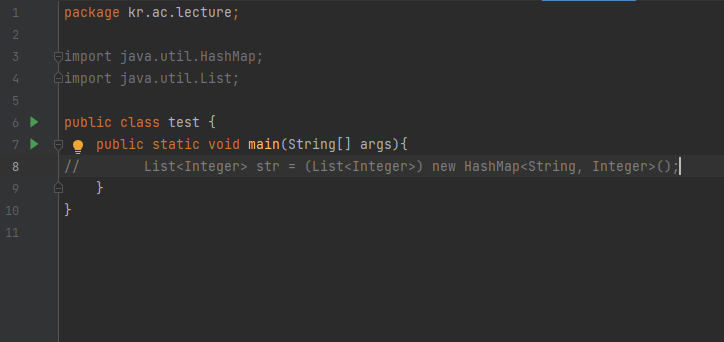 1 package kr.ac.lecture;
2
3 import java.util.HashMap;
4 import java.util.List;
5
6 public class test {
7     public static void main(String[] args){
8 //        List<Integer> str = (List<Integer>) new HashMap<String, Integer>();
9     }
10 }
11